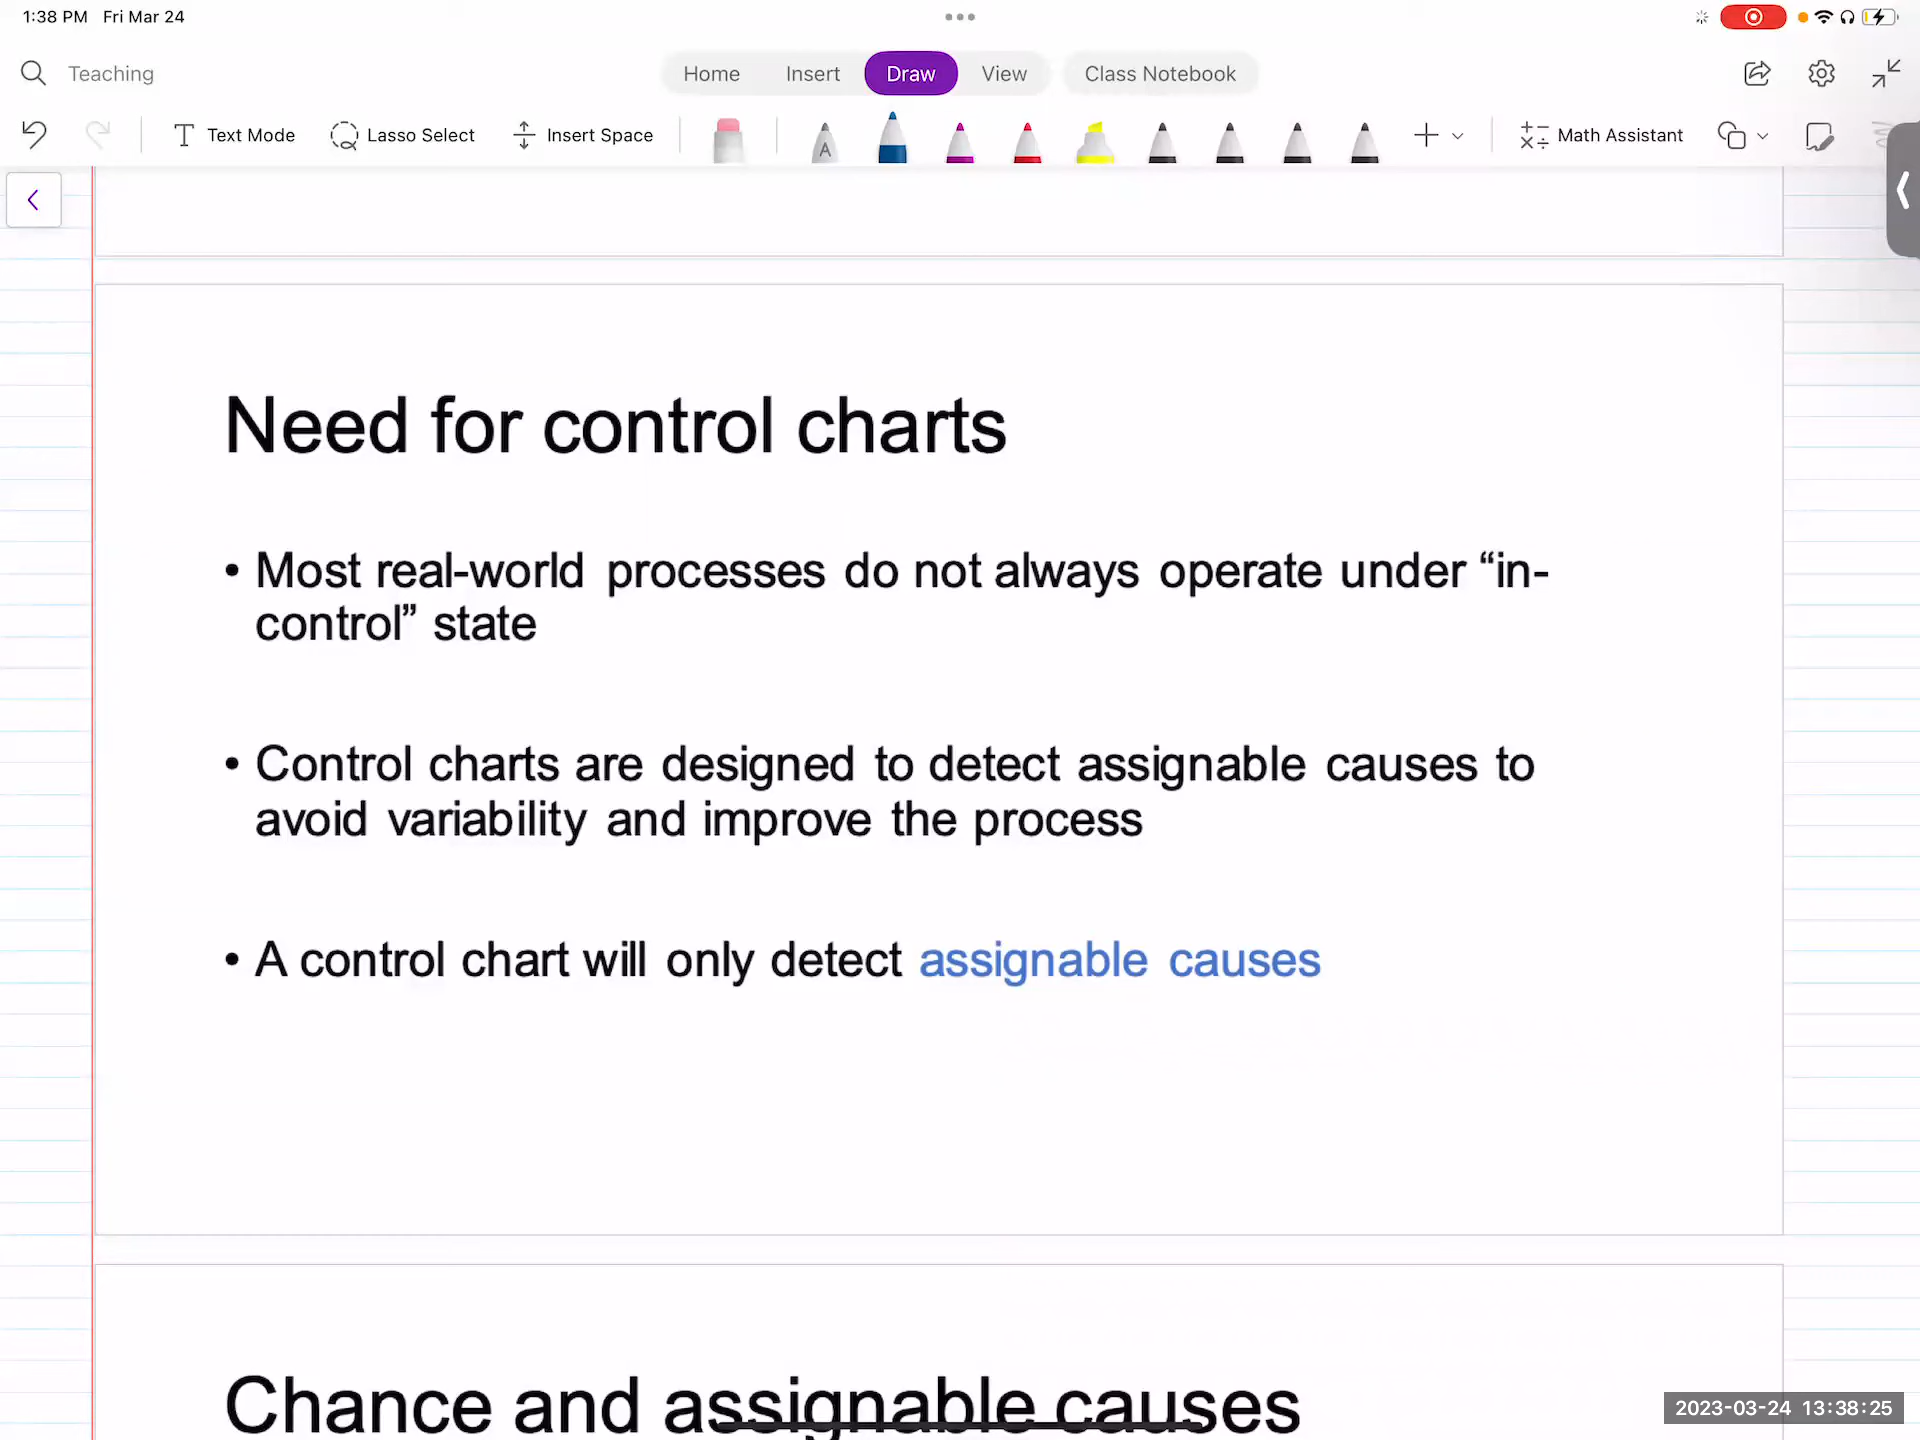 1:38 PM Fri Mar 24
Teaching
Home Insert Draw View Class Notebook
Text Mode Lasso Select Insert Space A Math Assistant
Need for control charts
• Most real-world processes do not always operate under “in-
control” state
• Control charts are designed to detect assignable causes to
avoid variability and improve the process
• A control chart will only detect assignable causes
Chance and assignable causes
2023-03-24 13:38:25